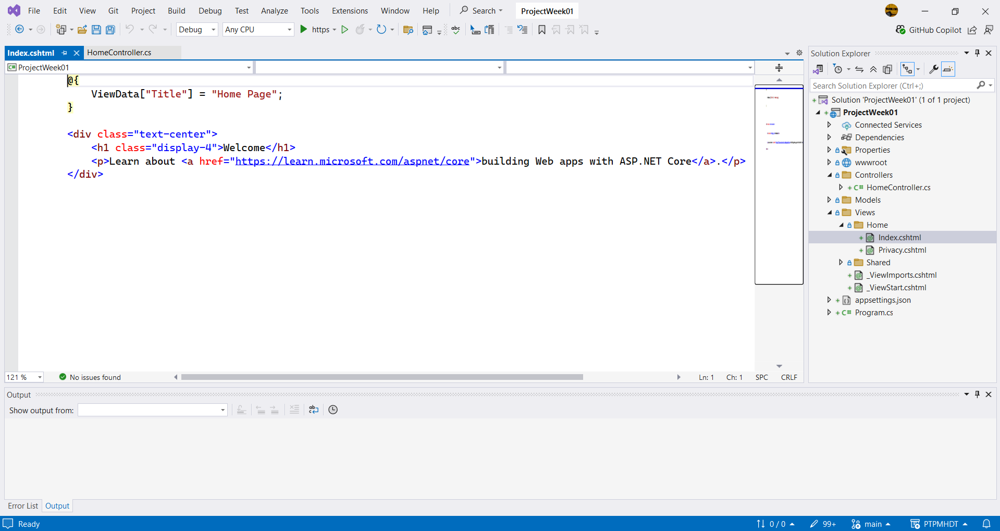 File Edit View Git Project Build Debug Test Analyze Tools Extensions Window Help Search ProjectWeek01
Debug Any CPU https GitHub Copilot
Index.cshtml HomeController.cs
ProjectWeek01
@{
ViewData["Title"] = "Home Page";
}
<div class="text-center">
<h1 class="display-4">Welcome</h1>
<p>Learn about <a href="https://learn.microsoft.com/aspnet/core">building Web apps with ASP.NET Core</a>.</p>
</div>
121 % No issues found Ln: 1 Ch: 1 SPC CRLF
Solution Explorer
Search Solution Explorer (Ctrl+;)
Solution 'ProjectWeek01' (1 of 1 project)
ProjectWeek01
Connected Services
Dependencies
Properties
wwwroot
Controllers
C# HomeController.cs
Models
Views
Home
Index.cshtml
Privacy.cshtml
Shared
_ViewImports.cshtml
_ViewStart.cshtml
appsettings.json
C# Program.cs
Output
Show output from:
Error List Output
Ready 0 / 0 99+ main PTPMHDT